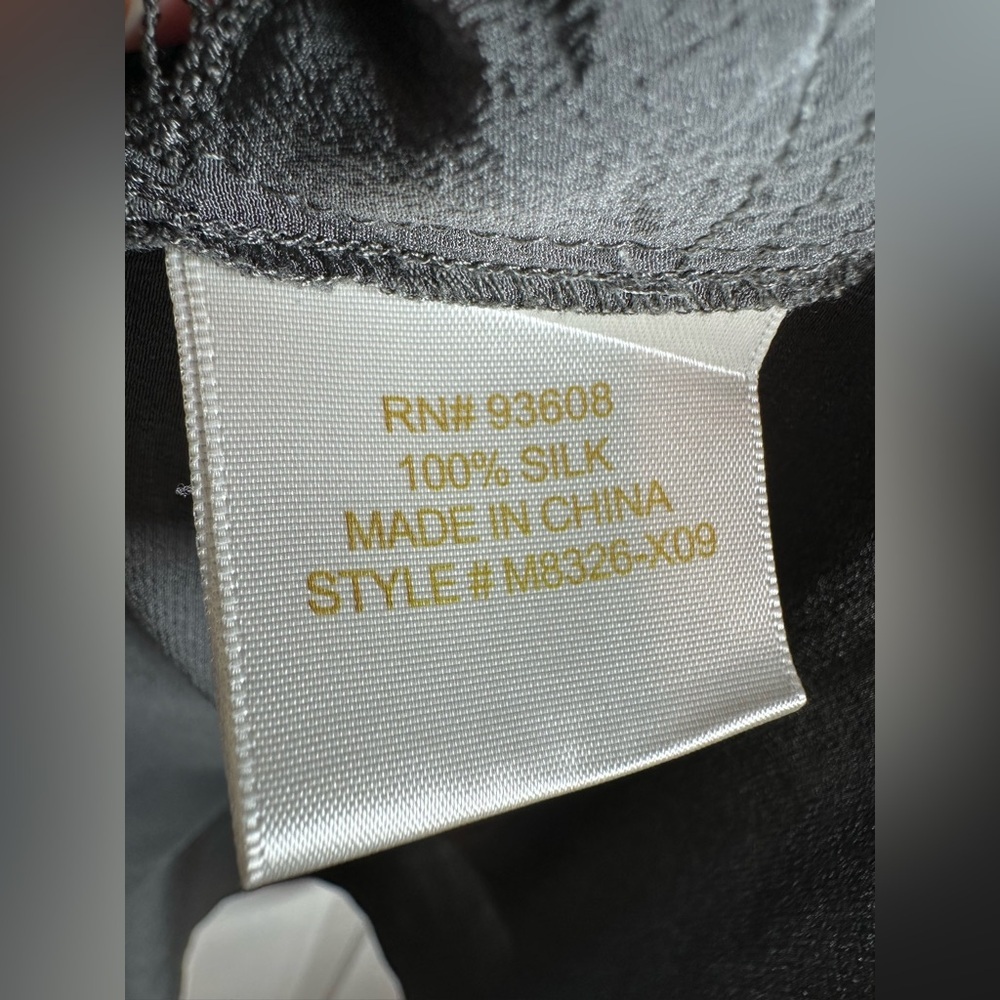 RN# 93608
100% SILK
MADE IN CHINA
STYLE # M8326-X09